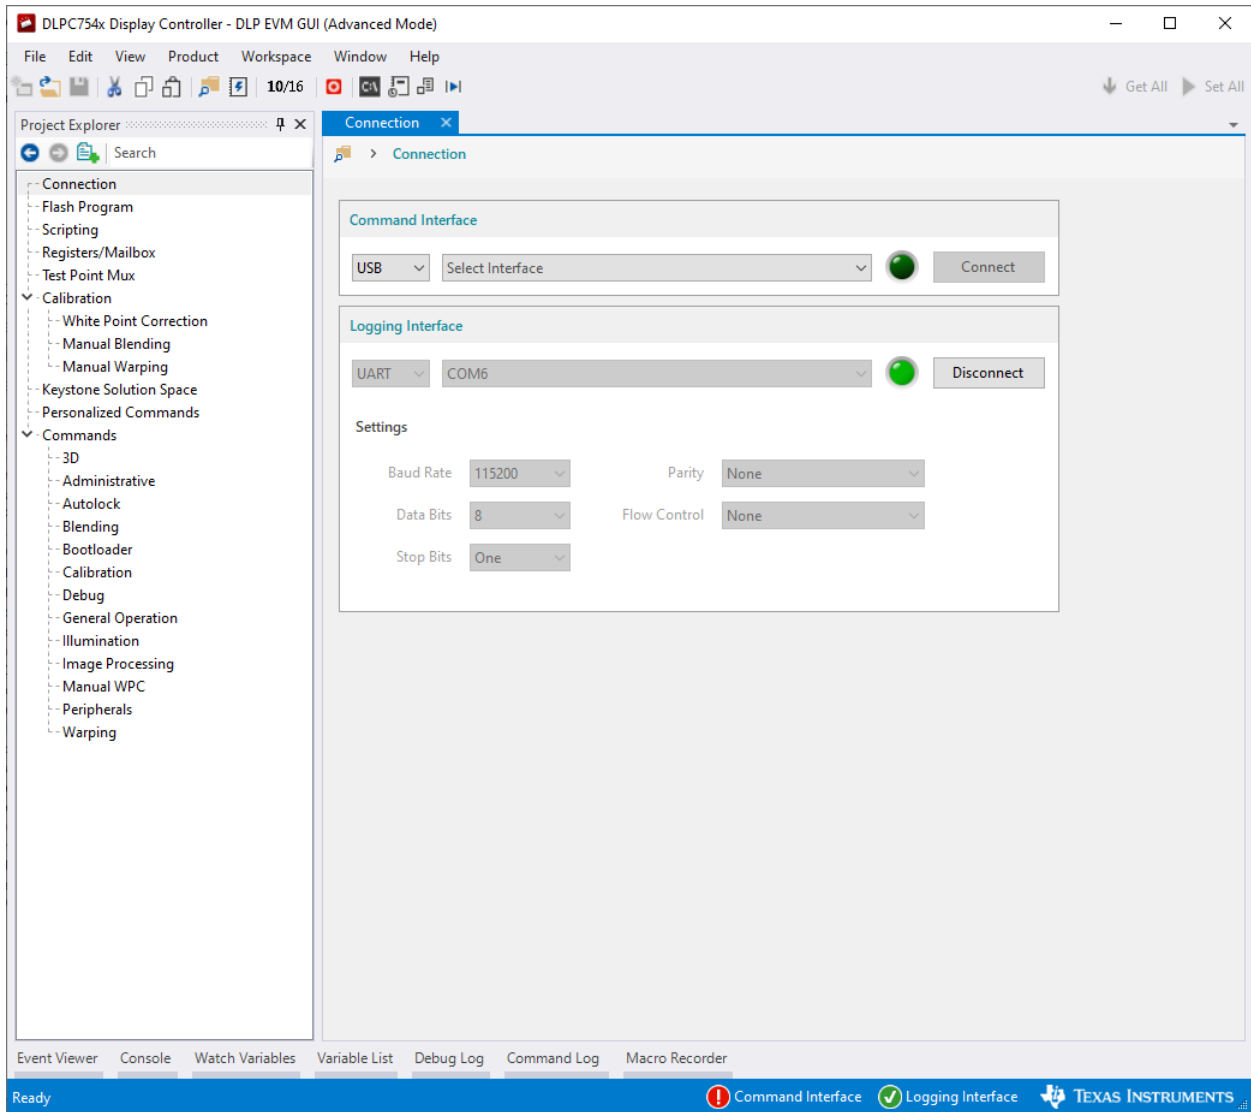 DLPC754x Display Controller - DLP EVM GUI (Advanced Mode)
File Edit View Product Workspace Window Help
10/16 C:\ Get All Set All
Project Explorer
Search
Connection
Flash Program
Scripting
Registers/Mailbox
Test Point Mux
Calibration
White Point Correction
Manual Blending
Manual Warping
Keystone Solution Space
Personalized Commands
Commands
3D
Administrative
Autolock
Blending
Bootloader
Calibration
Debug
General Operation
Illumination
Image Processing
Manual WPC
Peripherals
Warping
Connection
> Connection
Command Interface
USB Select Interface Connect
Logging Interface
UART COM6 Disconnect
Settings
Baud Rate 115200 Parity None
Data Bits 8 Flow Control None
Stop Bits One
Event Viewer Console Watch Variables Variable List Debug Log Command Log Macro Recorder
Ready Command Interface Logging Interface TEXAS INSTRUMENTS